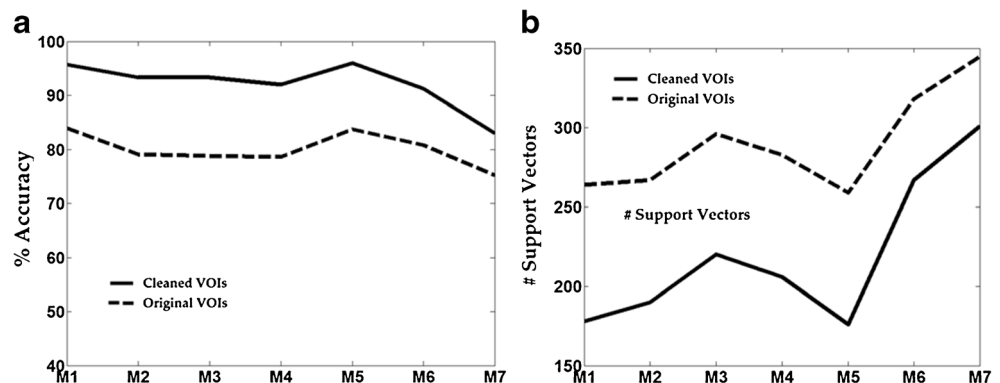 a
100
90
80
70
60
50
40
% Accuracy
Cleaned VOIs
Original VOIs
M1 M2 M3 M4 M5 M6 M7
b
350
300
250
200
150
# Support Vectors
Cleaned VOIs
Original VOIs
# Support Vectors
M1 M2 M3 M4 M5 M6 M7